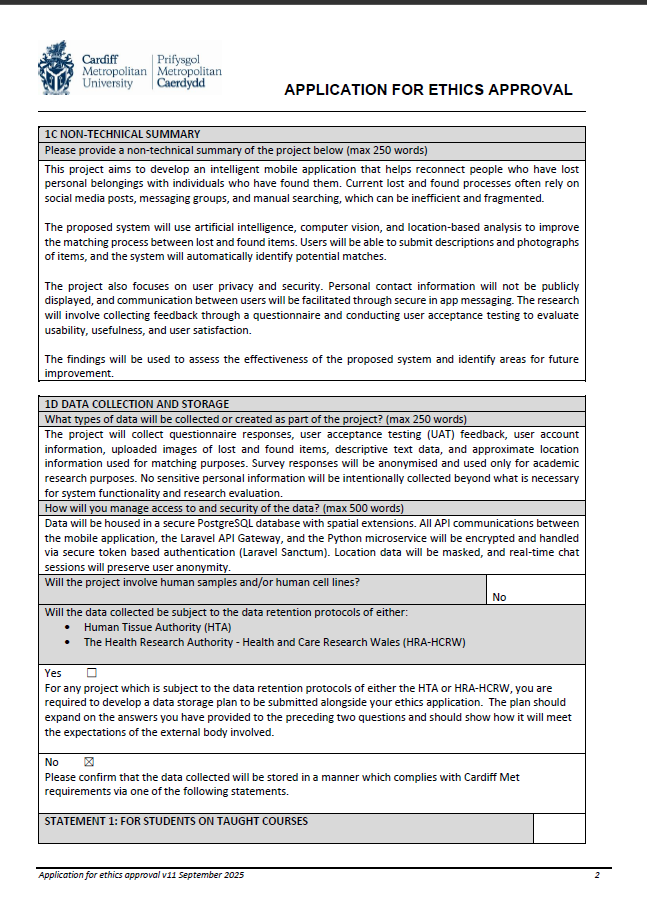 Cardiff
Metropolitan
University
Prifysgol
Metropolitan
Caerdydd
APPLICATION FOR ETHICS APPROVAL
1C NON-TECHNICAL SUMMARY
Please provide a non-technical summary of the project below (max 250 words)
This project aims to develop an intelligent mobile application that helps reconnect people who have lost
personal belongings with individuals who have found them. Current lost and found processes often rely on
social media posts, messaging groups, and manual searching, which can be inefficient and fragmented.
The proposed system will use artificial intelligence, computer vision, and location-based analysis to improve
the matching process between lost and found items. Users will be able to submit descriptions and photographs
of items, and the system will automatically identify potential matches.
The project also focuses on user privacy and security. Personal contact information will not be publicly
displayed, and communication between users will be facilitated through secure in app messaging. The research
will involve collecting feedback through a questionnaire and conducting user acceptance testing to evaluate
usability, usefulness, and user satisfaction.
The findings will be used to assess the effectiveness of the proposed system and identify areas for future
improvement.
1D DATA COLLECTION AND STORAGE
What types of data will be collected or created as part of the project? (max 250 words)
The project will collect questionnaire responses, user acceptance testing (UAT) feedback, user account
information, uploaded images of lost and found items, descriptive text data, and approximate location
information used for matching purposes. Survey responses will be anonymised and used only for academic
research purposes. No sensitive personal information will be intentionally collected beyond what is necessary
for system functionality and research evaluation.
How will you manage access to and security of the data? (max 500 words)
Data will be housed in a secure PostgreSQL database with spatial extensions. All API communications between
the mobile application, the Laravel API Gateway, and the Python microservice will be encrypted and handled
via secure token based authentication (Laravel Sanctum). Location data will be masked, and real-time chat
sessions will preserve user anonymity.
Will the project involve human samples and/or human cell lines?
No
Will the data collected be subject to the data retention protocols of either:
• Human Tissue Authority (HTA)
• The Health Research Authority - Health and Care Research Wales (HRA-HCRW)
Yes ☐
For any project which is subject to the data retention protocols of either the HTA or HRA-HCRW, you are
required to develop a data storage plan to be submitted alongside your ethics application. The plan should
expand on the answers you have provided to the preceding two questions and should show how it will meet
the expectations of the external body involved.
No ☒
Please confirm that the data collected will be stored in a manner which complies with Cardiff Met
requirements via one of the following statements.
STATEMENT 1: FOR STUDENTS ON TAUGHT COURSES
Application for ethics approval v11 September 2025 2